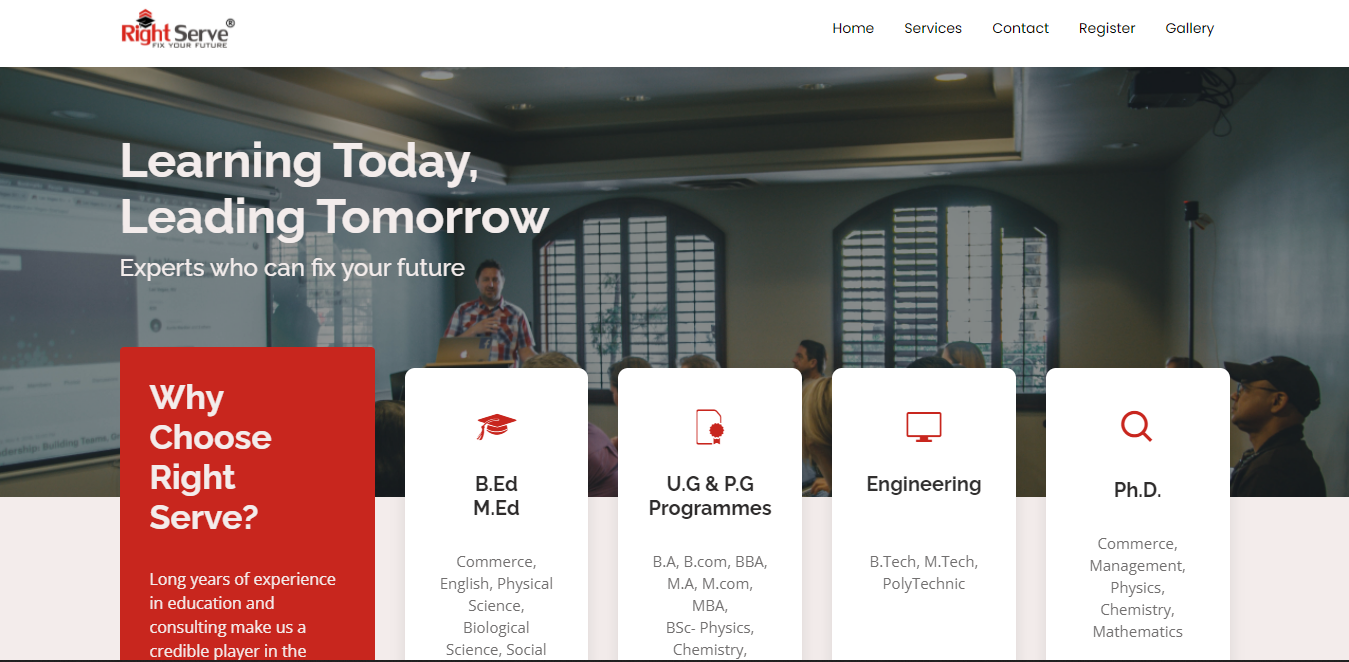 Right Serve®
FIX YOUR FUTURE
Home
Services
Contact
Register
Gallery
Learning Today,
Leading Tomorrow
Experts who can fix your future
Why
Choose
Right
Serve?
Long years of experience
in education and
consulting make us a
credible player in the
B.Ed
M.Ed
Commerce,
English, Physical
Science,
Biological
Science, Social
U.G & P.G
Programmes
B.A, B.com, BBA,
M.A, M.com,
MBA,
BSc- Physics,
Chemistry,
Engineering
B.Tech, M.Tech,
PolyTechnic
Ph.D.
Commerce,
Management,
Physics,
Chemistry,
Mathematics